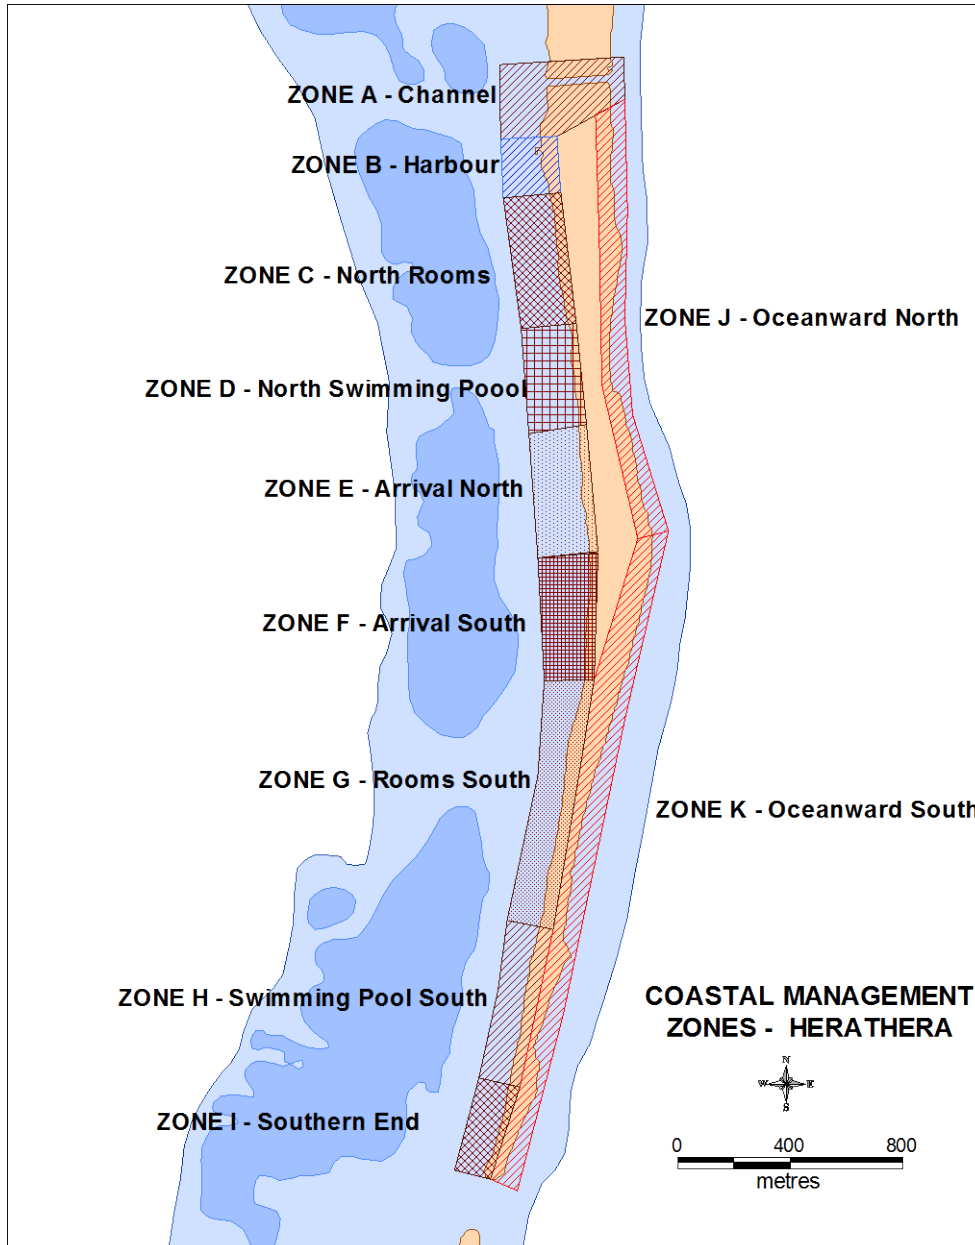 ZONE A - Channel
ZONE B - Harbour
ZONE C - North Rooms
ZONE J - Oceanward North
ZONE D - North Swimming Poool
ZONE E - Arrival North
ZONE F - Arrival South
ZONE G - Rooms South
ZONE K - Oceanward South
ZONE H - Swimming Pool South
COASTAL MANAGEMENT
ZONES - HERATHERA
N
W E
S
ZONE I - Southern End
0 400 800
metres